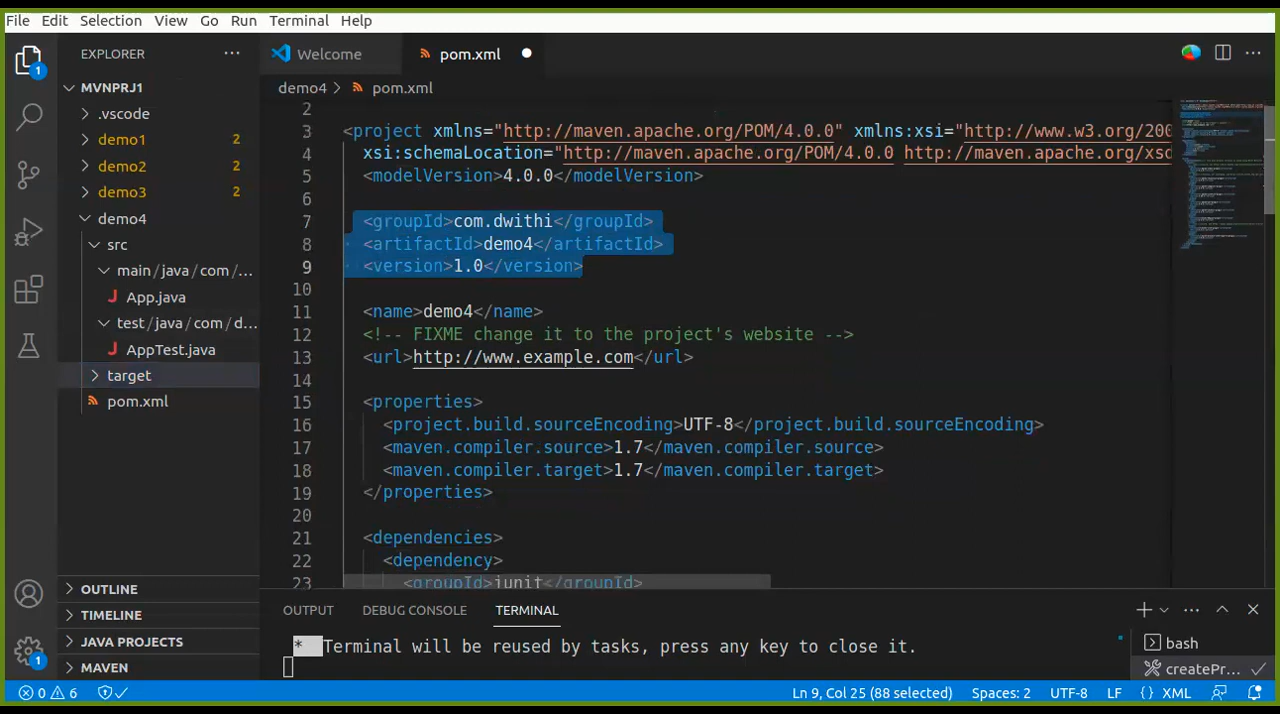 File Edit Selection View Go Run Terminal Help
EXPLORER
MVNPRJ1
.vscode
demo1 2
demo2 2
demo3 2
demo4
src
main/java/com/...
App.java
test/java/com/d...
AppTest.java
target
pom.xml
OUTLINE
TIMELINE
JAVA PROJECTS
MAVEN
1
1
Welcome pom.xml
demo4 > pom.xml
2
3 <project xmlns="http://maven.apache.org/POM/4.0.0" xmlns:xsi="http://www.w3.org/200
4 xsi:schemaLocation="http://maven.apache.org/POM/4.0.0 http://maven.apache.org/xsd
5 <modelVersion>4.0.0</modelVersion>
6
7 <groupId>com.dwithi</groupId>
8 <artifactId>demo4</artifactId>
9 <version>1.0</version>
10
11 <name>demo4</name>
12 <!-- FIXME change it to the project's website -->
13 <url>http://www.example.com</url>
14
15 <properties>
16 <project.build.sourceEncoding>UTF-8</project.build.sourceEncoding>
17 <maven.compiler.source>1.7</maven.compiler.source>
18 <maven.compiler.target>1.7</maven.compiler.target>
19 </properties>
20
21 <dependencies>
22 <dependency>
23 <groupId>junit</groupId>
OUTPUT DEBUG CONSOLE TERMINAL
* Terminal will be reused by tasks, press any key to close it.
bash
createPr...
0 6 Ln 9, Col 25 (88 selected) Spaces: 2 UTF-8 LF {} XML